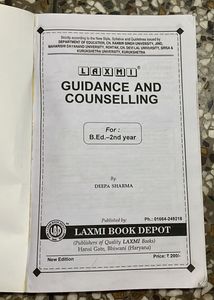 Strictly according to the New Style, Syllabus and Guidelines issued by
DEPARTMENT OF EDUCATION, CH. RANBIR SINGH UNIVERSITY, JIND,
MAHARSHI DAYANAND UNIVERSITY, ROHTAK, CH. DEVI LAL UNIVERSITY, SIRSA &
KURUKSHETRA UNIVERSITY, KURUKSHETRA
LAXMI
GUIDANCE AND
COUNSELLING
For :
B.Ed.–2nd year
By
DEEPA SHARMA
Published by:
Ph.: 01664-249216
LAXMI BOOK DEPOT
(Publishers of Quality LAXMI Books)
Hansi Gate, Bhiwani (Haryana)
New Edition
Price: ₹ 200/-